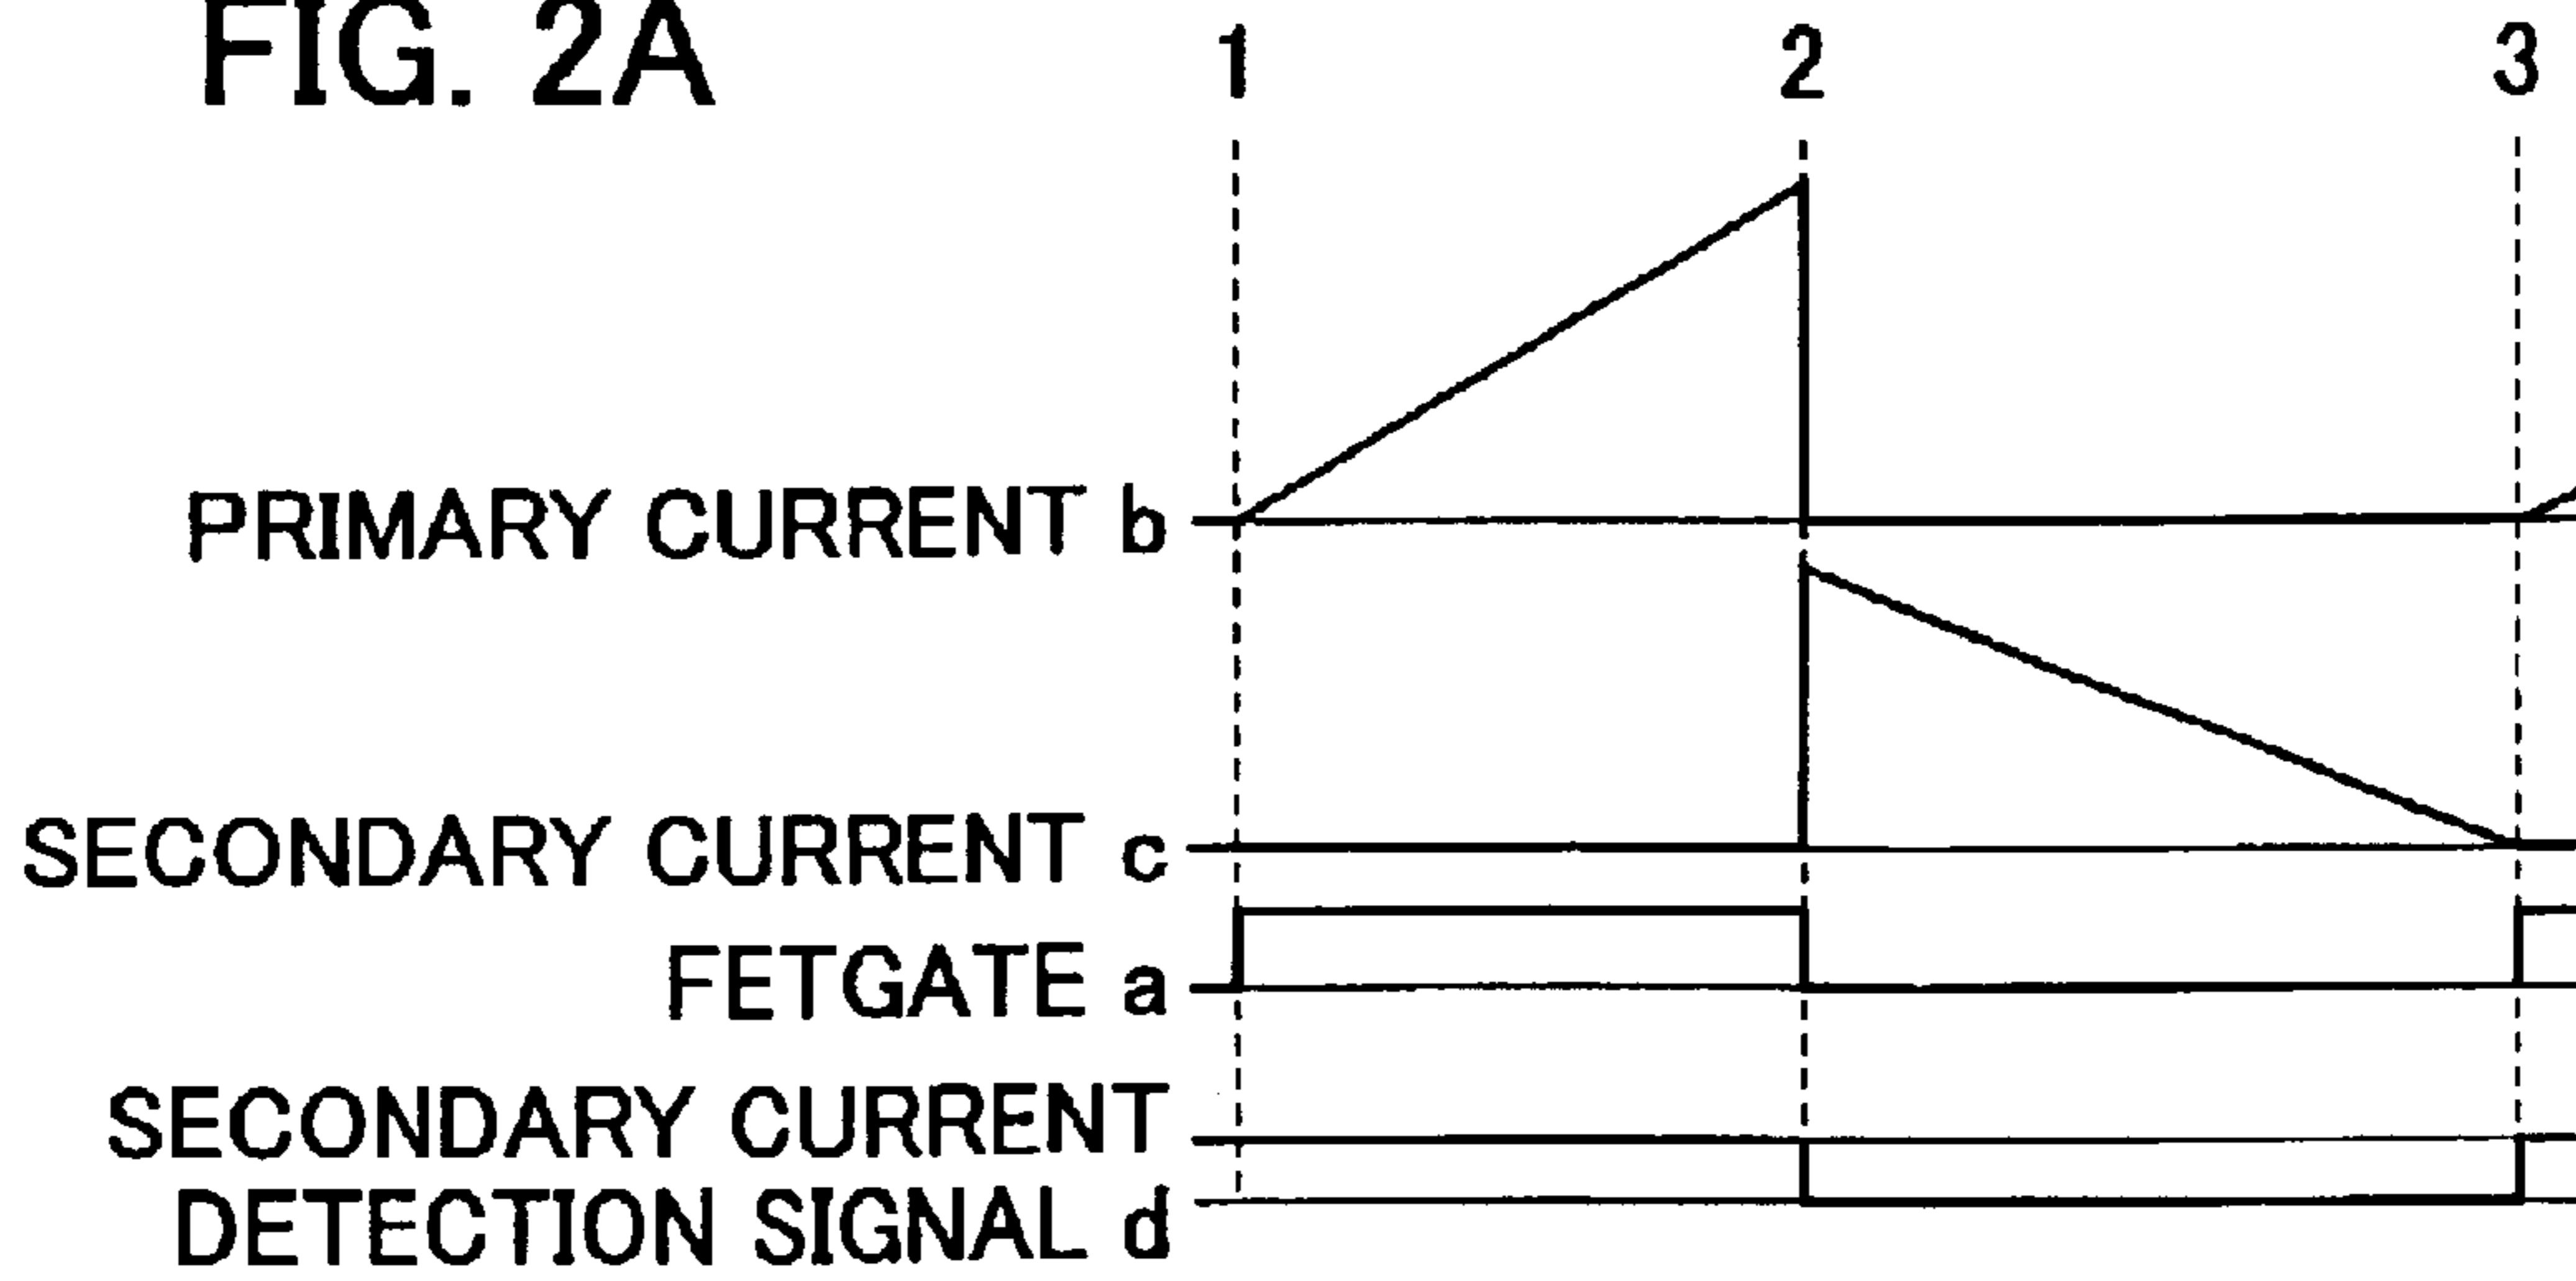 FIG. 2A
1 2 3
PRIMARY CURRENT b
SECONDARY CURRENT c
FETGATE a
SECONDARY CURRENT
DETECTION SIGNAL d